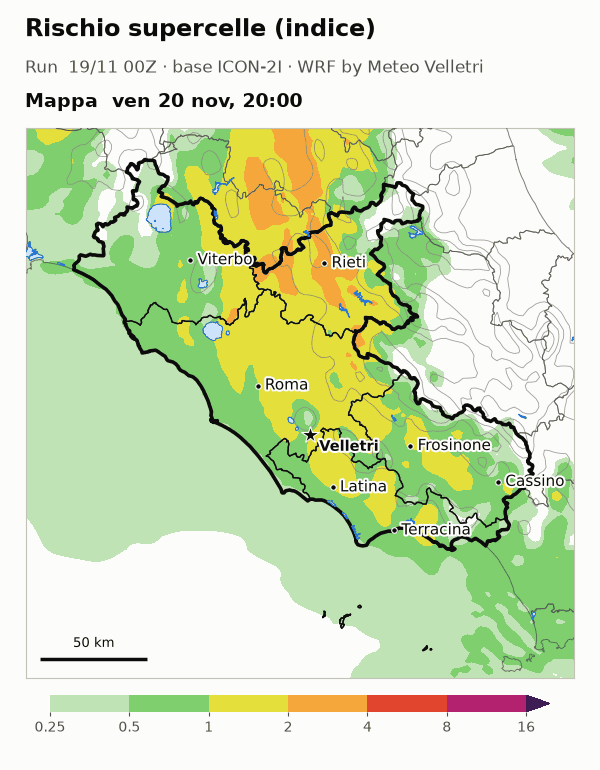 Rischio supercelle (indice)
Run  19/11 00Z · base ICON-2I · WRF by Meteo Velletri
Mappa  ven 20 nov, 20:00
Viterbo
Rieti
Roma
Velletri
Frosinone
Latina
Cassino
Terracina
50 km
0.25 0.5 1 2 4 8 16